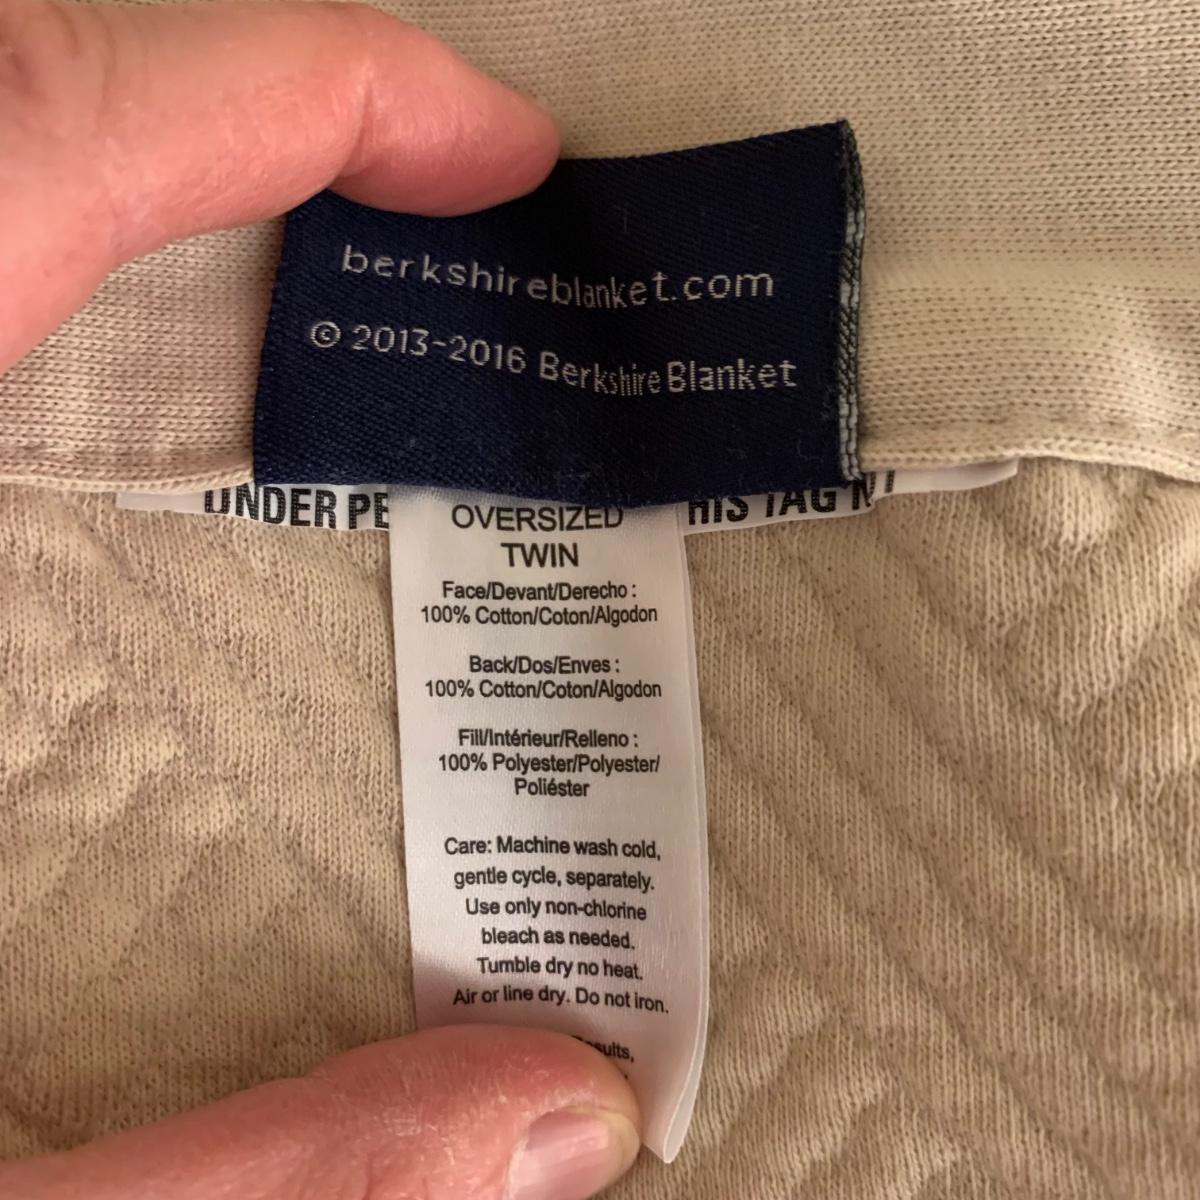 berkshireblanket.com
© 2013-2016 Berkshire Blanket
UNDER PE
HIS TAG N
OVERSIZED
TWIN
Face/Devant/Derecho :
100% Cotton/Coton/Algodon
Back/Dos/Enves :
100% Cotton/Coton/Algodon
Fill/Intérieur/Relleno :
100% Polyester/Polyester/
Poliéster
Care: Machine wash cold,
gentle cycle, separately.
Use only non-chlorine
bleach as needed.
Tumble dry no heat.
Air or line dry. Do not iron.
sults,